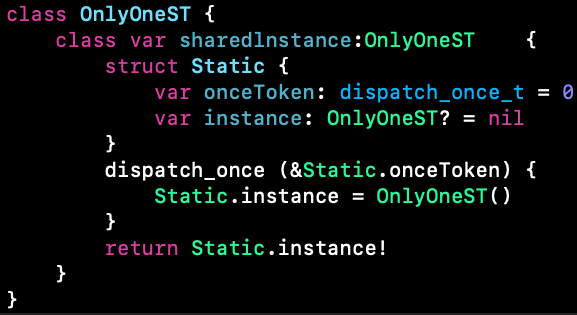 class OnlyOneST {
    class var sharedlnstance:OnlyOneST    {
        struct Static {
            var onceToken: dispatch_once_t = 0
            var instance: OnlyOneST? = nil
        }
        dispatch_once (&Static.onceToken) {
            Static.instance = OnlyOneST()
        }
        return Static.instance!
    }
}